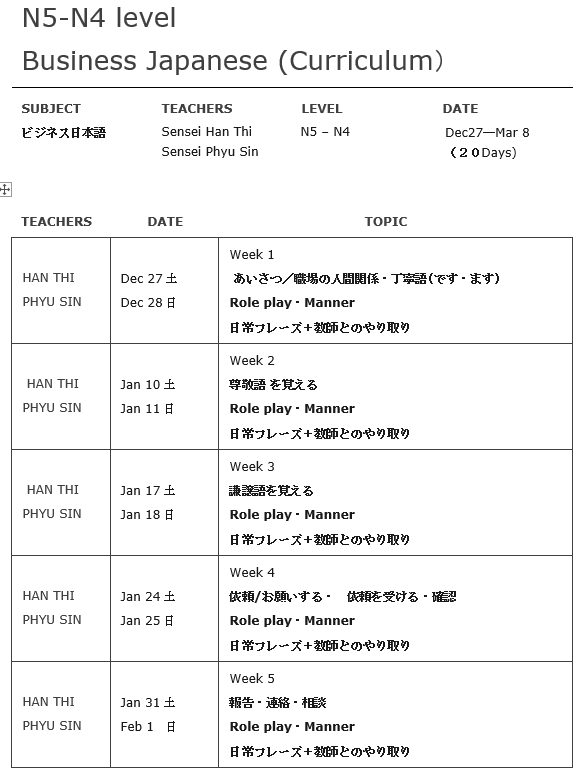 N5-N4 level
Business Japanese (Curriculum）
SUBJECT TEACHERS LEVEL DATE
ビジネス日本語 Sensei Han Thi N5 – N4 Dec27—Mar 8
Sensei Phyu Sin （２０Days)
TEACHERS DATE TOPIC
Week 1
HAN THI Dec 27 土 あいさつ／職場の人間関係・丁寧語(です・ます)
PHYU SIN Dec 28 日 Role play・Manner
日常フレーズ＋教師とのやり取り
Week 2
HAN THI Jan 10 土 尊敬語 を覚える
PHYU SIN Jan 11 日 Role play・Manner
日常フレーズ＋教師とのやり取り
Week 3
HAN THI Jan 17 土 謙譲語を覚える
PHYU SIN Jan 18 日 Role play・Manner
日常フレーズ＋教師とのやり取り
Week 4
HAN THI Jan 24 土 依頼/お願いする・　依頼を受ける・確認
PHYU SIN Jan 25 日 Role play・Manner
日常フレーズ＋教師とのやり取り
Week 5
HAN THI Jan 31 土 報告・連絡・相談
PHYU SIN Feb 1 日 Role play・Manner
日常フレーズ＋教師とのやり取り